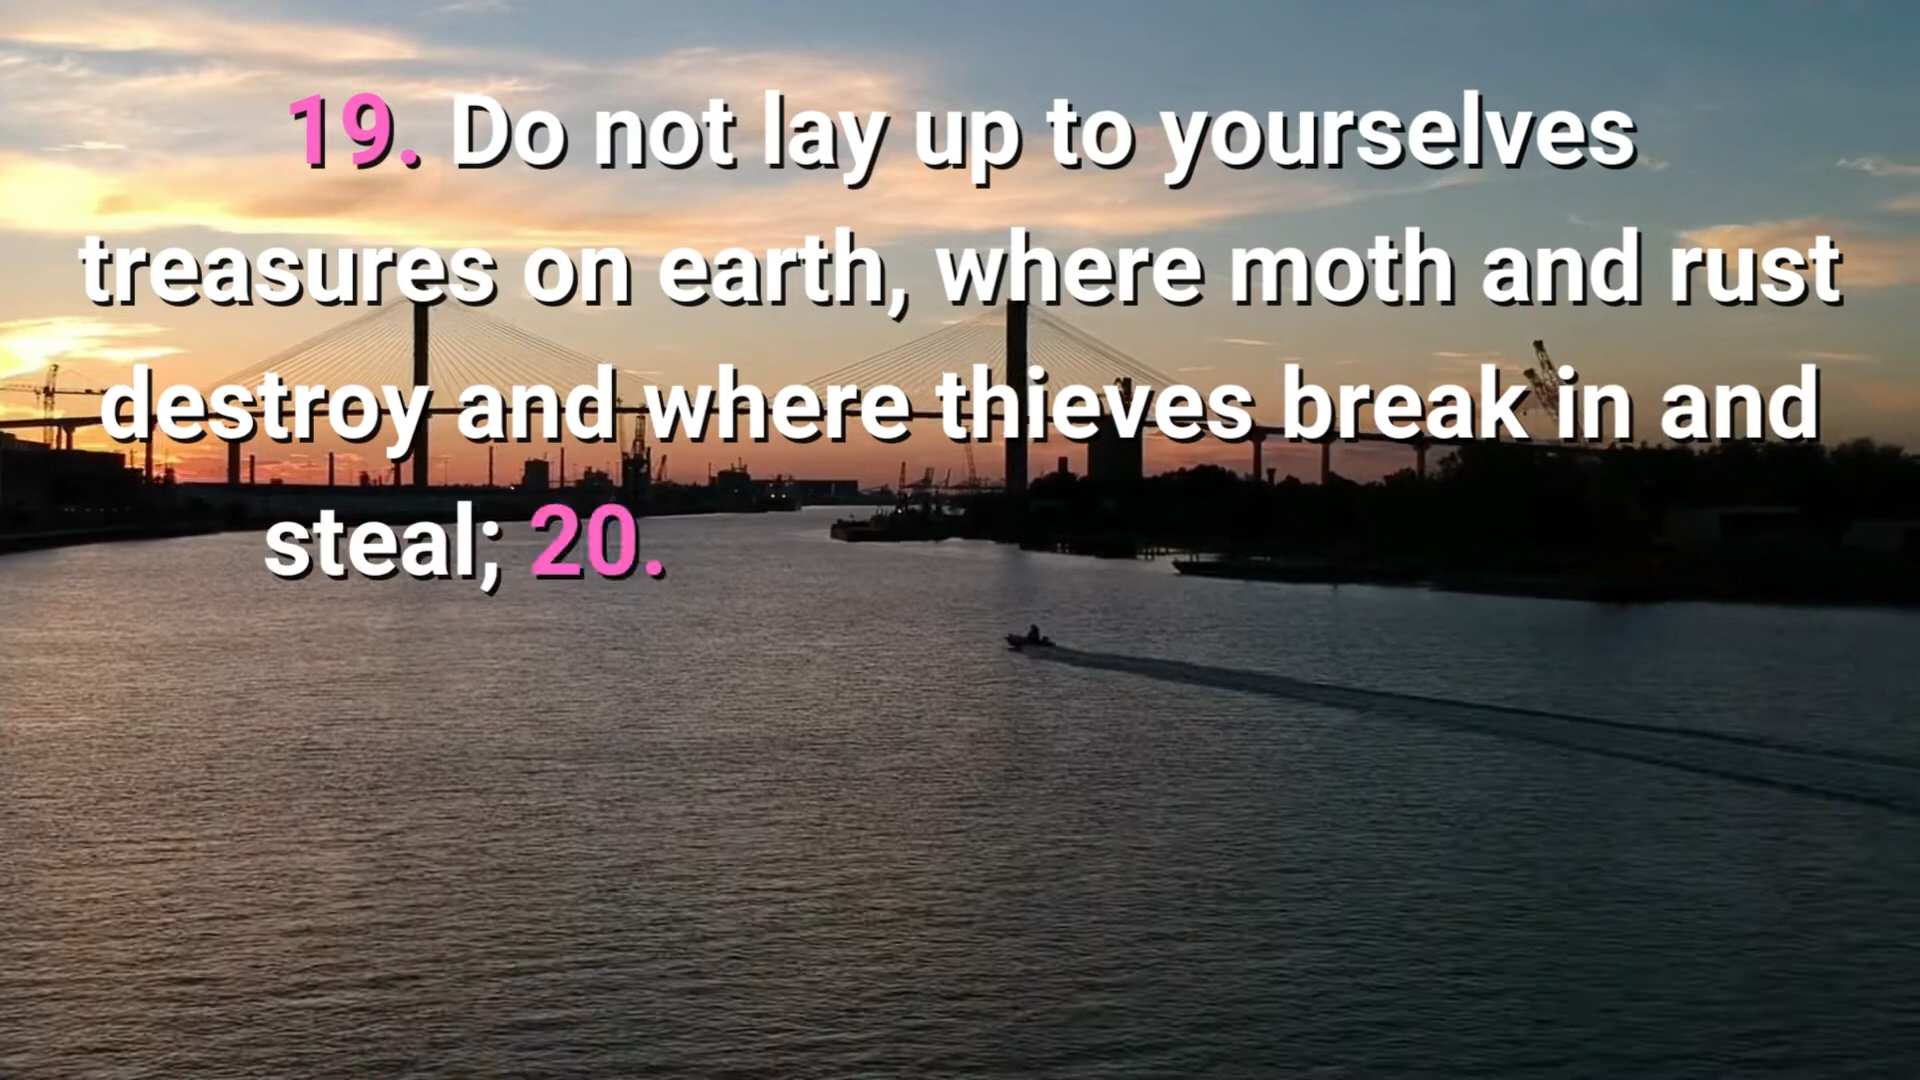 19. Do not lay up to yourselves
treasures on earth, where moth and rust
destroy and where thieves break in and
steal; 20.